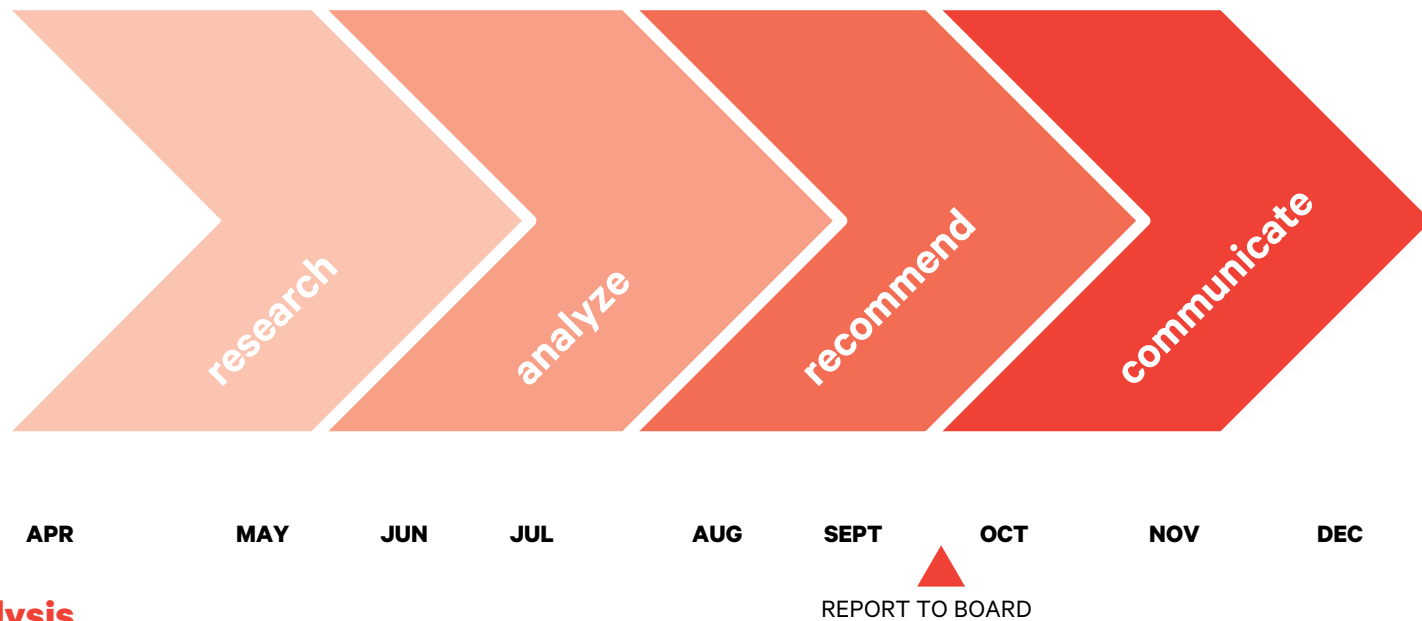 research
analyze
recommend
communicate
APR MAY JUN JUL AUG SEPT OCT NOV DEC
REPORT TO BOARD